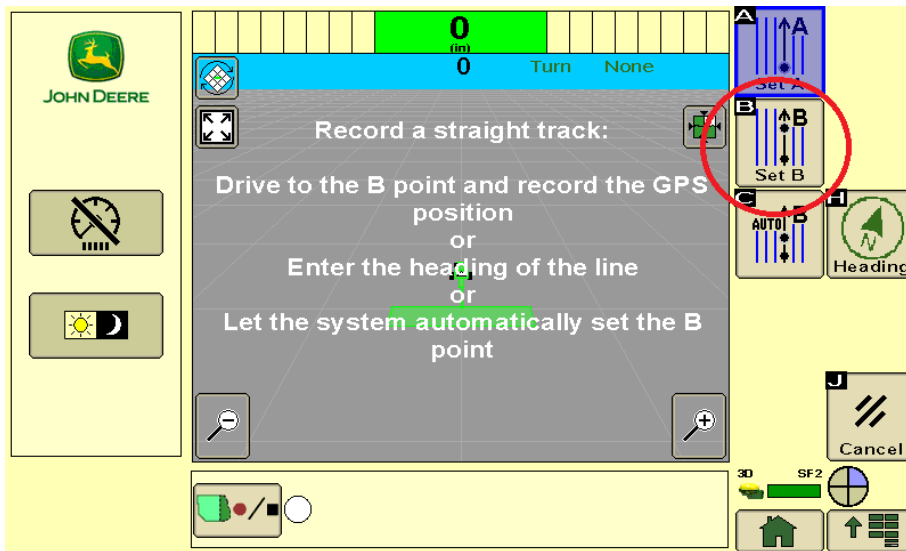 JOHN DEERE
0
(in)
0 Turn None
Record a straight track:
Drive to the B point and record the GPS
position
or
Enter the heading of the line
or
Let the system automatically set the B
point
A
A
Set A
B
B
Set B
C
AUTO B
H
N
Heading
J
Cancel
3D SF2